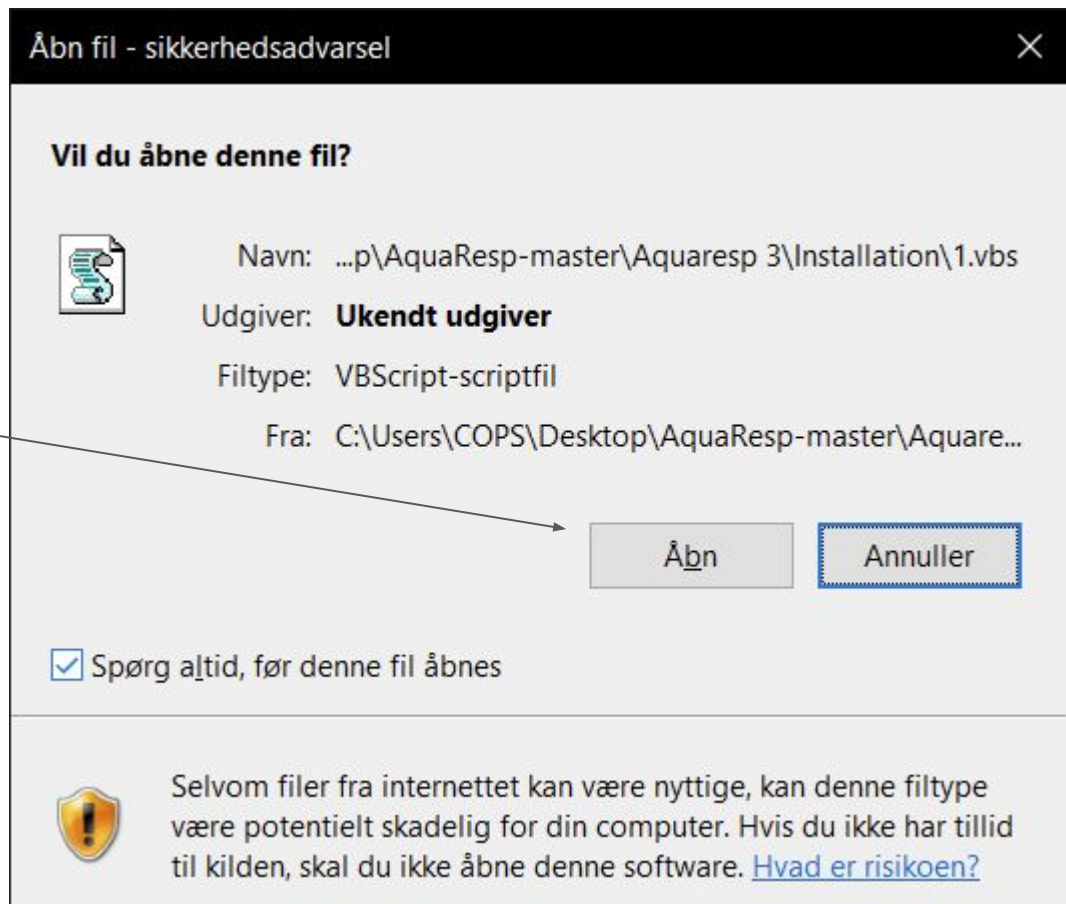 Åbn fil - sikkerhedsadvarsel
Vil du åbne denne fil?
Navn: ...p\AquaResp-master\Aquaresp 3\Installation\1.vbs
Udgiver: Ukendt udgiver
Filtype: VBScript-scriptfil
Fra: C:\Users\COPS\Desktop\AquaResp-master\Aquare...
Åbn Annuller
Spørg altid, før denne fil åbnes
Selvom filer fra internettet kan være nyttige, kan denne filtype
være potentielt skadelig for din computer. Hvis du ikke har tillid
til kilden, skal du ikke åbne denne software. Hvad er risikoen?